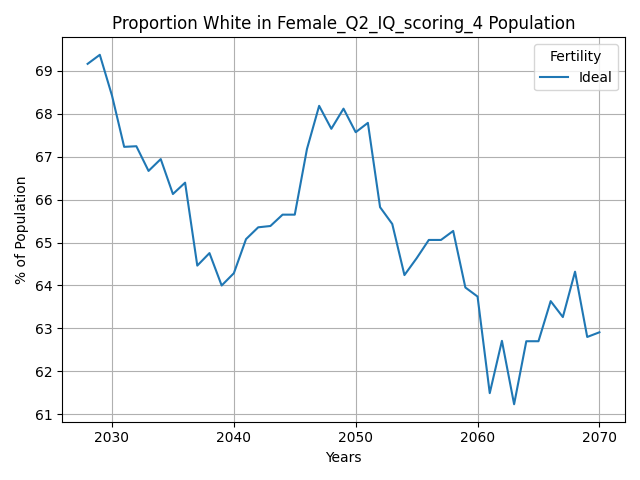 Proportion White in Female_Q2_IQ_scoring_4 Population
Fertility
Ideal
69
68
67
66
65
64
63
62
61
% of Population
2030
2040
2050
2060
2070
Years